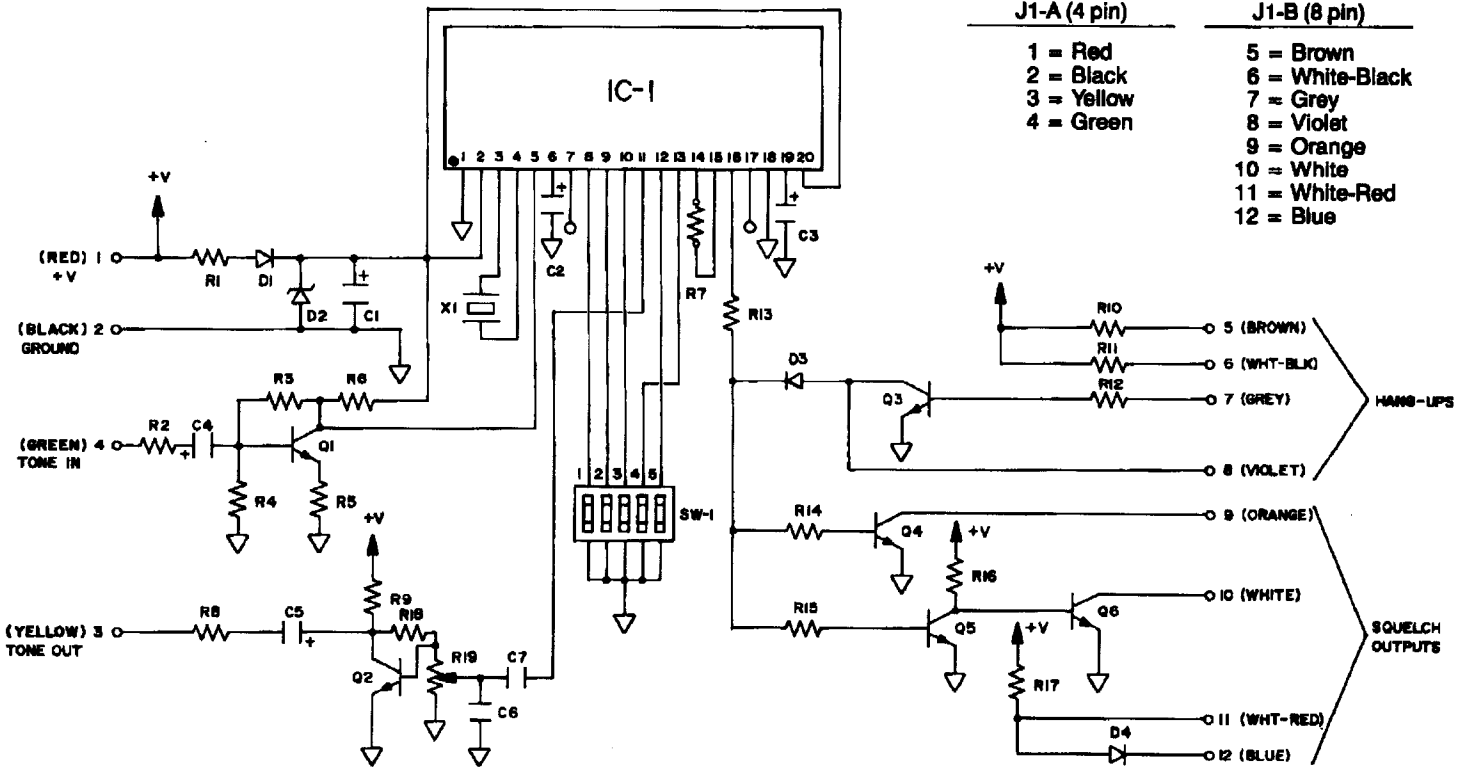 J1-A (4 pin)
1 = Red
2 = Black
3 = Yellow
4 = Green
J1-B (8 pin)
5 = Brown
6 = White-Black
7 = Grey
8 = Violet
9 = Orange
10 = White
11 = White-Red
12 = Blue
IC-1
1 2 3 4 5 6 7 8 9 10 11 12 13 14 15 16 17 18 19 20
+V
(RED) 1
+V
R1
D1
D2
+
C1
(BLACK) 2
GROUND
X1
+
C2
R7
+
C3
R13
R3
R6
(GREEN) 4
TONE IN
R2
+
C4
Q1
R4
R5
1 2 3 4 5
SW-1
+V
R9
R18
(YELLOW) 3
TONE OUT
R8
C5
+
Q2
R19
C7
C6
+V
R10
5 (BROWN)
R11
6 (WHT-BLK)
D3
Q3
R12
7 (GREY)
HANG-UPS
8 (VIOLET)
R14
Q4
9 (ORANGE)
+V
R16
R15
Q5
Q6
10 (WHITE)
SQUELCH
OUTPUTS
+V
R17
11 (WHT-RED)
D4
12 (BLUE)